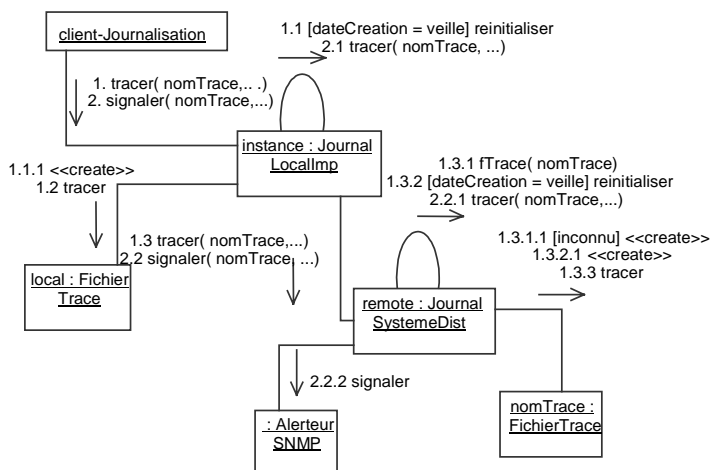 client-Journalisation
1.1 [dateCreation = veille] reinitialiser
2.1 tracer( nomTrace, ...)
1. tracer( nomTrace,.. .)
2. signaler( nomTrace,...)
instance : Journal
LocalImp
1.1.1 <<create>>
1.2 tracer
1.3.1 fTrace( nomTrace)
1.3.2 [dateCreation = veille] reinitialiser
2.2.1 tracer( nomTrace,...)
1.3 tracer( nomTrace,...)
2.2 signaler( nomTrace, ...)
1.3.1.1 [inconnu] <<create>>
1.3.2.1 <<create>>
1.3.3 tracer
local : Fichier
Trace
remote : Journal
SystemeDist
2.2.2 signaler
nomTrace :
FichierTrace
: Alerteur
SNMP